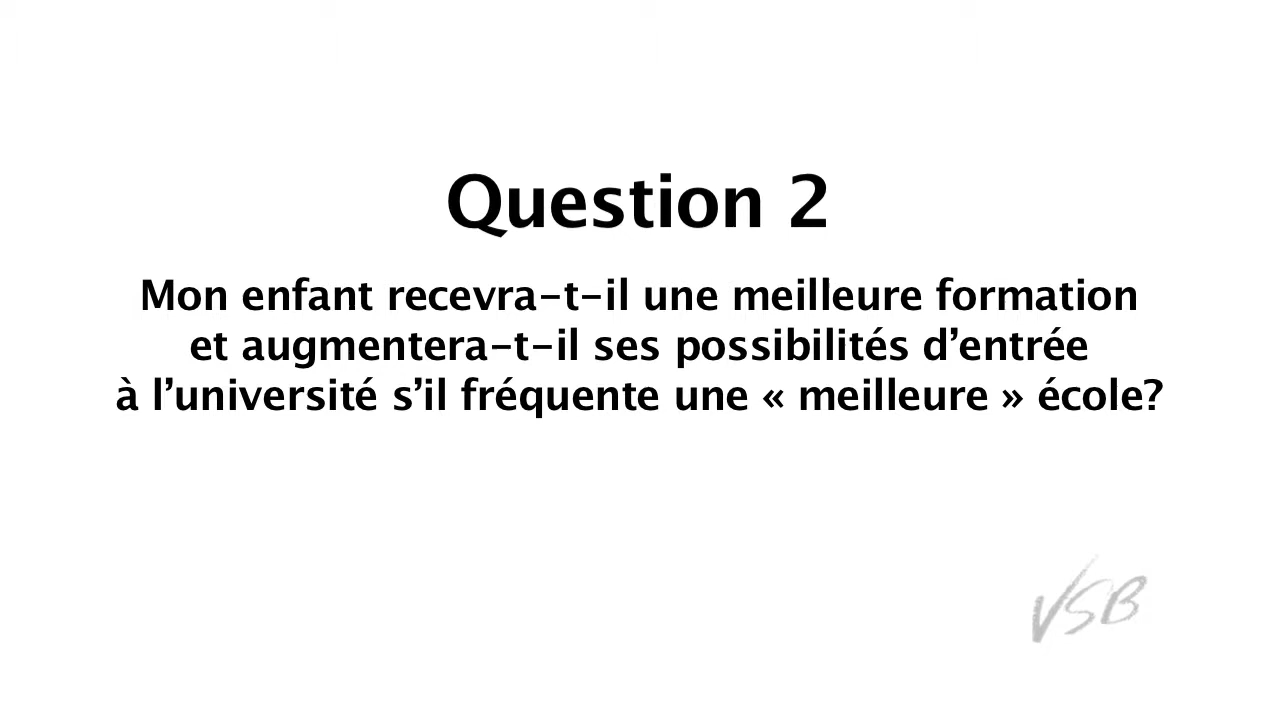 Question 2
Mon enfant recevra-t-il une meilleure formation
et augmentera-t-il ses possibilités d’entrée
à l’université s’il fréquente une « meilleure » école?
VSB